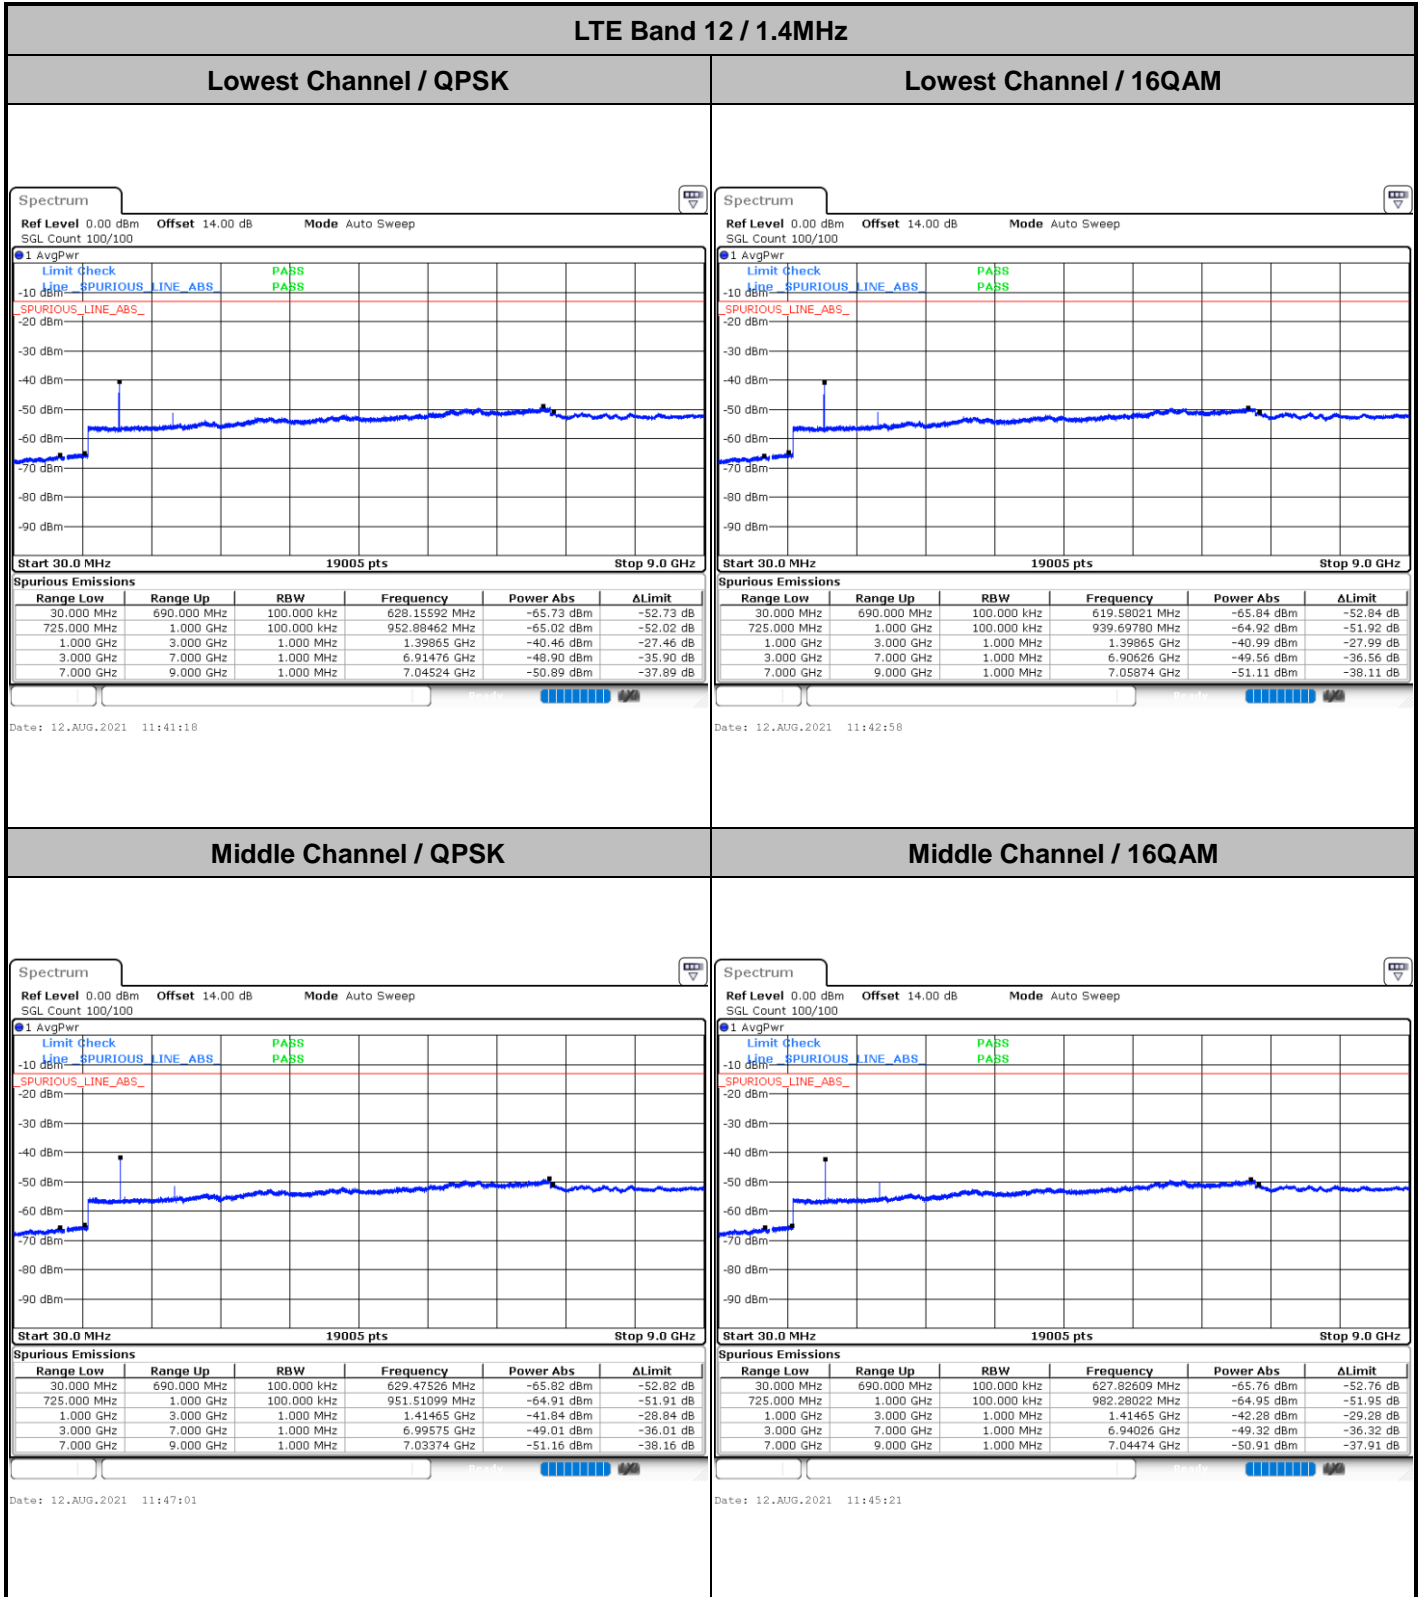 LTE Band 12 / 1.4MHz
Lowest Channel / QPSK
Lowest Channel / 16QAM
Spectrum
Ref Level 0.00 dBm Offset 14.00 dB Mode Auto Sweep
SGL Count 100/100
1 AvgPwr
Limit Check PASS
Line _SPURIOUS_LINE_ABS_ PASS
-10 dBm
_SPURIOUS_LINE_ABS_
-20 dBm
-30 dBm
-40 dBm
-50 dBm
-60 dBm
-70 dBm
-80 dBm
-90 dBm
Start 30.0 MHz 19005 pts Stop 9.0 GHz
Spurious Emissions
Range Low Range Up RBW Frequency Power Abs ΔLimit
30.000 MHz 690.000 MHz 100.000 kHz 628.15592 MHz -65.73 dBm -52.73 dB
725.000 MHz 1.000 GHz 100.000 kHz 952.88462 MHz -65.02 dBm -52.02 dB
1.000 GHz 3.000 GHz 1.000 MHz 1.39865 GHz -40.46 dBm -27.46 dB
3.000 GHz 7.000 GHz 1.000 MHz 6.91476 GHz -48.90 dBm -35.90 dB
7.000 GHz 9.000 GHz 1.000 MHz 7.04524 GHz -50.89 dBm -37.89 dB
Date: 12.AUG.2021 11:41:18
Spectrum
Ref Level 0.00 dBm Offset 14.00 dB Mode Auto Sweep
SGL Count 100/100
1 AvgPwr
Limit Check PASS
Line _SPURIOUS_LINE_ABS_ PASS
-10 dBm
_SPURIOUS_LINE_ABS_
-20 dBm
-30 dBm
-40 dBm
-50 dBm
-60 dBm
-70 dBm
-80 dBm
-90 dBm
Start 30.0 MHz 19005 pts Stop 9.0 GHz
Spurious Emissions
Range Low Range Up RBW Frequency Power Abs ΔLimit
30.000 MHz 690.000 MHz 100.000 kHz 619.58021 MHz -65.84 dBm -52.84 dB
725.000 MHz 1.000 GHz 100.000 kHz 939.69780 MHz -64.92 dBm -51.92 dB
1.000 GHz 3.000 GHz 1.000 MHz 1.39865 GHz -40.99 dBm -27.99 dB
3.000 GHz 7.000 GHz 1.000 MHz 6.90626 GHz -49.56 dBm -36.56 dB
7.000 GHz 9.000 GHz 1.000 MHz 7.05874 GHz -51.11 dBm -38.11 dB
Ready
Date: 12.AUG.2021 11:42:58
Middle Channel / QPSK
Middle Channel / 16QAM
Spectrum
Ref Level 0.00 dBm Offset 14.00 dB Mode Auto Sweep
SGL Count 100/100
1 AvgPwr
Limit Check PASS
Line _SPURIOUS_LINE_ABS_ PASS
-10 dBm
_SPURIOUS_LINE_ABS_
-20 dBm
-30 dBm
-40 dBm
-50 dBm
-60 dBm
-70 dBm
-80 dBm
-90 dBm
Start 30.0 MHz 19005 pts Stop 9.0 GHz
Spurious Emissions
Range Low Range Up RBW Frequency Power Abs ΔLimit
30.000 MHz 690.000 MHz 100.000 kHz 629.47526 MHz -65.82 dBm -52.82 dB
725.000 MHz 1.000 GHz 100.000 kHz 951.51099 MHz -64.91 dBm -51.91 dB
1.000 GHz 3.000 GHz 1.000 MHz 1.41465 GHz -41.84 dBm -28.84 dB
3.000 GHz 7.000 GHz 1.000 MHz 6.99575 GHz -49.01 dBm -36.01 dB
7.000 GHz 9.000 GHz 1.000 MHz 7.03374 GHz -51.16 dBm -38.16 dB
Ready
Date: 12.AUG.2021 11:47:01
Spectrum
Ref Level 0.00 dBm Offset 14.00 dB Mode Auto Sweep
SGL Count 100/100
1 AvgPwr
Limit Check PASS
Line _SPURIOUS_LINE_ABS_ PASS
-10 dBm
_SPURIOUS_LINE_ABS_
-20 dBm
-30 dBm
-40 dBm
-50 dBm
-60 dBm
-70 dBm
-80 dBm
-90 dBm
Start 30.0 MHz 19005 pts Stop 9.0 GHz
Spurious Emissions
Range Low Range Up RBW Frequency Power Abs ΔLimit
30.000 MHz 690.000 MHz 100.000 kHz 627.82609 MHz -65.76 dBm -52.76 dB
725.000 MHz 1.000 GHz 100.000 kHz 982.28022 MHz -64.95 dBm -51.95 dB
1.000 GHz 3.000 GHz 1.000 MHz 1.41465 GHz -42.28 dBm -29.28 dB
3.000 GHz 7.000 GHz 1.000 MHz 6.94026 GHz -49.32 dBm -36.32 dB
7.000 GHz 9.000 GHz 1.000 MHz 7.04474 GHz -50.91 dBm -37.91 dB
Ready
Date: 12.AUG.2021 11:45:21